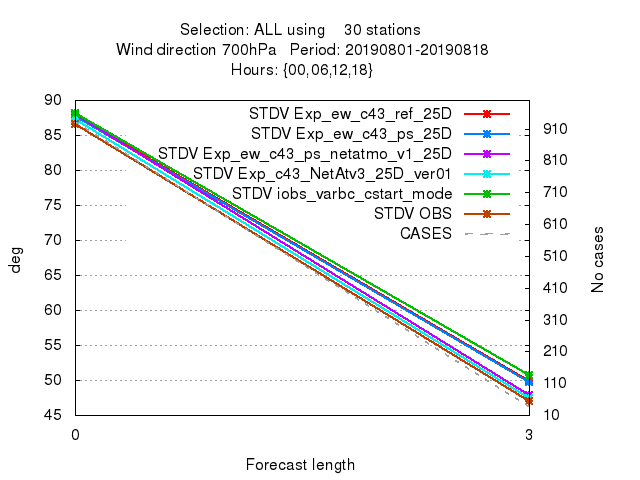 Selection: ALL using 30 stations
Wind direction 700hPa Period: 20190801-20190818
Hours: {00,06,12,18}
90
85
80
75
70
65
60
55
50
45
deg
STDV Exp_ew_c43_ref_25D
STDV Exp_ew_c43_ps_25D
STDV Exp_ew_c43_ps_netatmo_v1_25D
STDV Exp_c43_NetAtv3_25D_ver01
STDV iobs_varbc_cstart_mode
STDV OBS
CASES
910
810
710
610
510
410
310
210
110
10
No cases
0
3
Forecast length